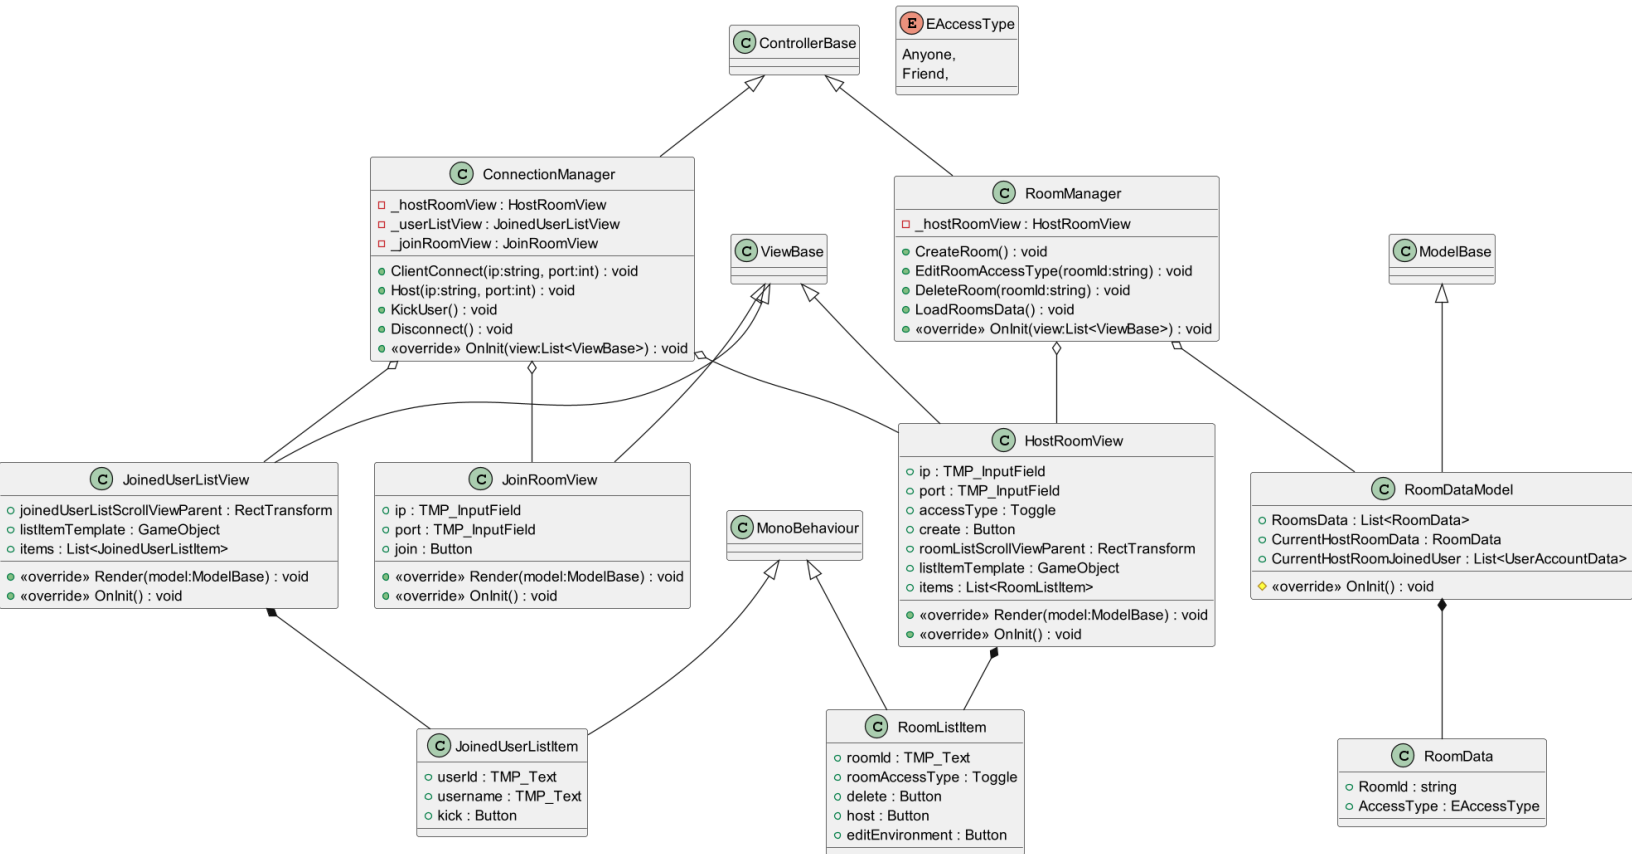 C ControllerBase
E EAccessType
Anyone,
Friend,
C ConnectionManager
_hostRoomView : HostRoomView
_userListView : JoinedUserListView
_joinRoomView : JoinRoomView
ClientConnect(ip:string, port:int) : void
Host(ip:string, port:int) : void
KickUser() : void
Disconnect() : void
«override» OnInit(view:List<ViewBase>) : void
C RoomManager
_hostRoomView : HostRoomView
CreateRoom() : void
EditRoomAccessType(roomId:string) : void
DeleteRoom(roomId:string) : void
LoadRoomsData() : void
«override» OnInit(view:List<ViewBase>) : void
C ViewBase
C ModelBase
C JoinedUserListView
joinedUserListScrollViewParent : RectTransform
listItemTemplate : GameObject
items : List<JoinedUserListItem>
«override» Render(model:ModelBase) : void
«override» OnInit() : void
C JoinRoomView
ip : TMP_InputField
port : TMP_InputField
join : Button
«override» Render(model:ModelBase) : void
«override» OnInit() : void
C HostRoomView
ip : TMP_InputField
port : TMP_InputField
accessType : Toggle
create : Button
roomListScrollViewParent : RectTransform
listItemTemplate : GameObject
items : List<RoomListItem>
«override» Render(model:ModelBase) : void
«override» OnInit() : void
C RoomDataModel
RoomsData : List<RoomData>
CurrentHostRoomData : RoomData
CurrentHostRoomJoinedUser : List<UserAccountData>
«override» OnInit() : void
C MonoBehaviour
C JoinedUserListItem
userId : TMP_Text
username : TMP_Text
kick : Button
C RoomListItem
roomId : TMP_Text
roomAccessType : Toggle
delete : Button
host : Button
editEnvironment : Button
C RoomData
RoomId : string
AccessType : EAccessType